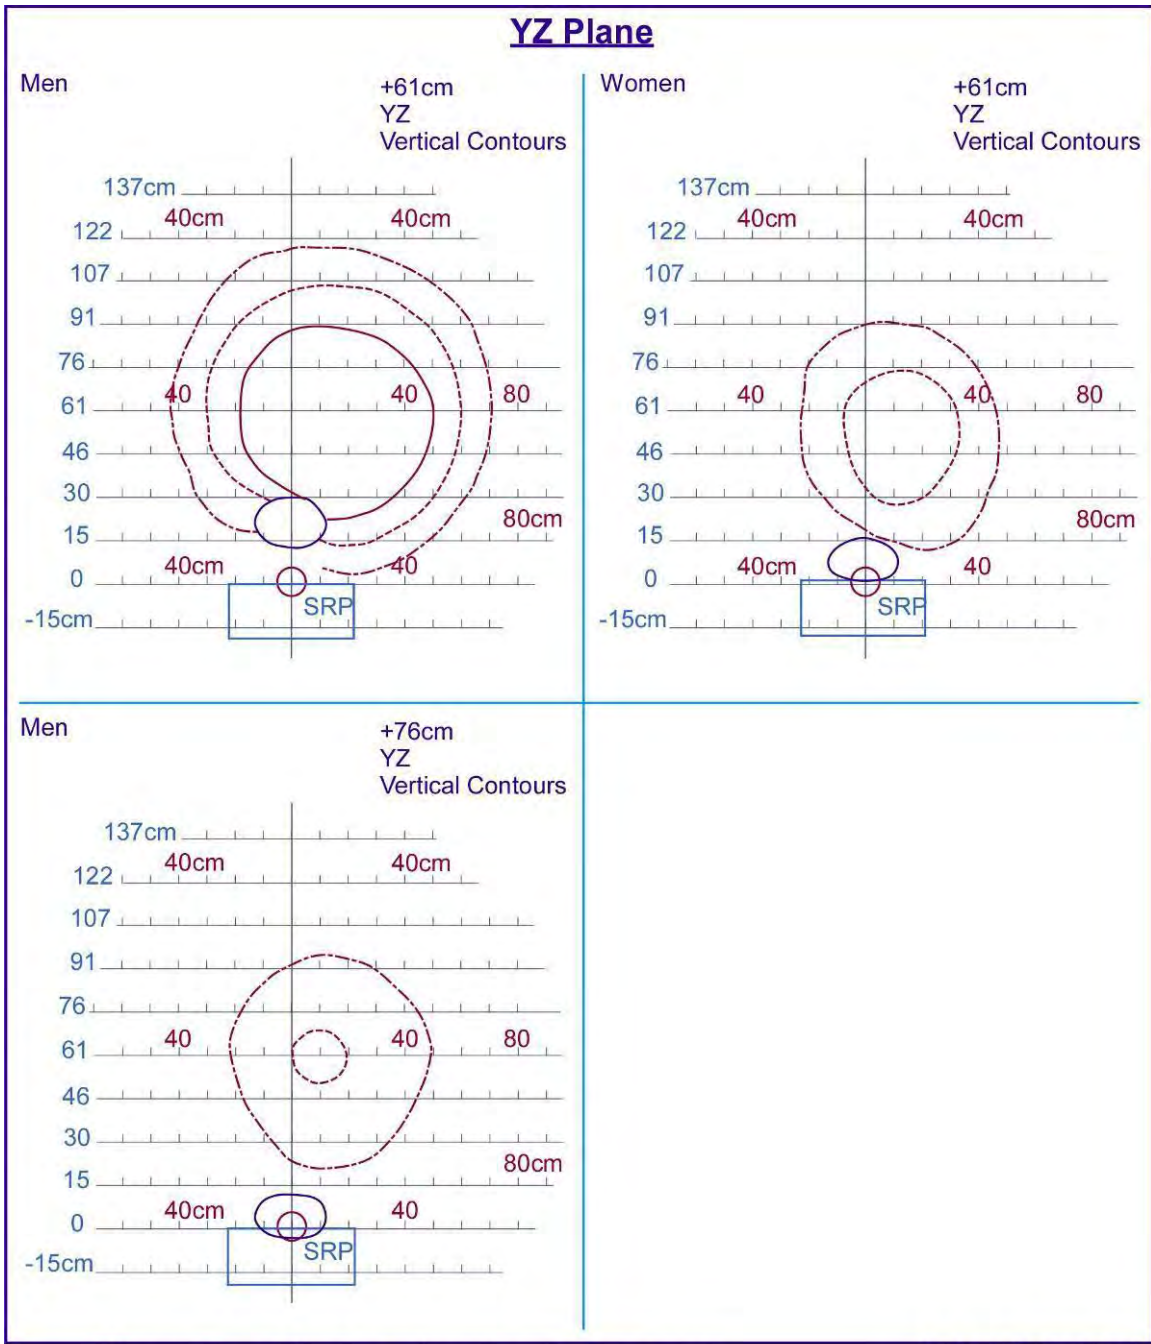 YZ Plane
Men
+61cm
YZ
Vertical Contours
137cm
40cm 40cm
122
107
91
76
40 40 80
61
46
30
80cm
15
40cm 40
0
SRP
-15cm
Women
+61cm
YZ
Vertical Contours
137cm
40cm 40cm
122
107
91
76
40 40 80
61
46
30
80cm
15
40cm 40
0
SRP
-15cm
Men
+76cm
YZ
Vertical Contours
137cm
40cm 40cm
122
107
91
76
40 40 80
61
46
30
80cm
15
40cm 40
0
SRP
-15cm